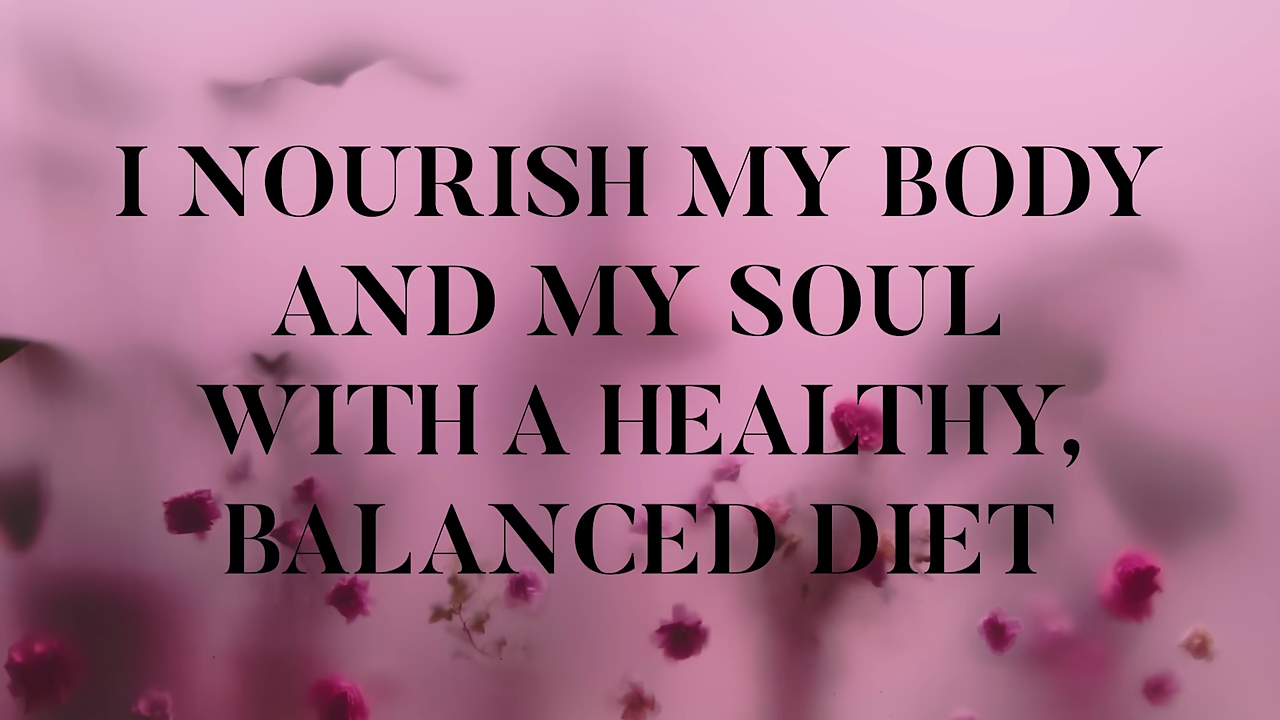 I NOURISH MY BODY
AND MY SOUL
WITH A HEALTHY,
BALANCED DIET